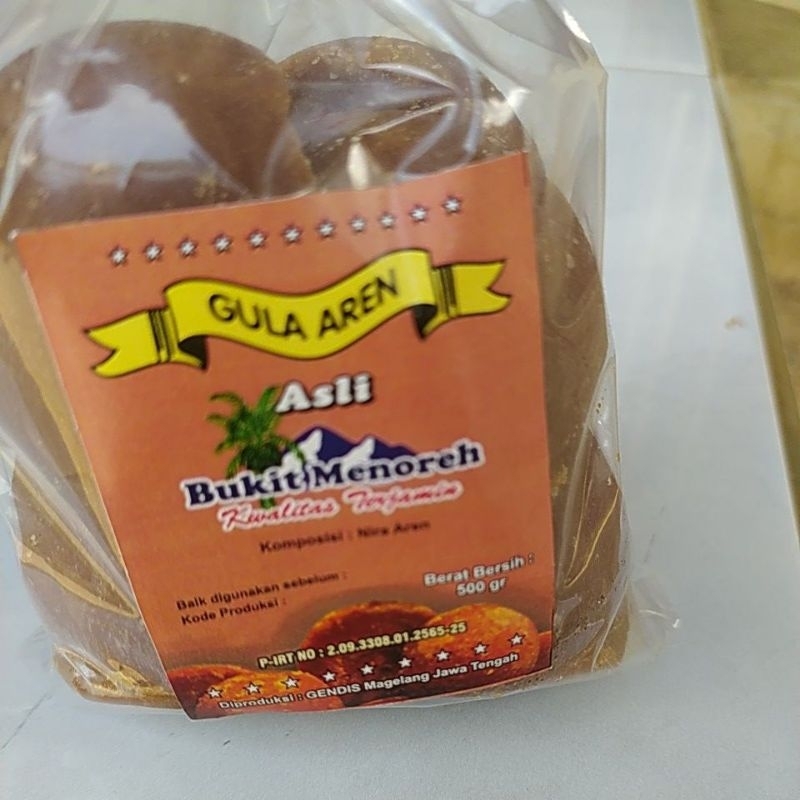 GULA AREN
Asli
Bukit Menoreh
Kwalitas Terjamin
Komposisi : Nira Aren
Baik digunakan sebelum :
Kode Produksi :
Berat Bersih :
500 gr
P-IRT NO : 2.09.3308.01.2565-25
Diproduksi : GENDIS Magelang Jawa Tengah